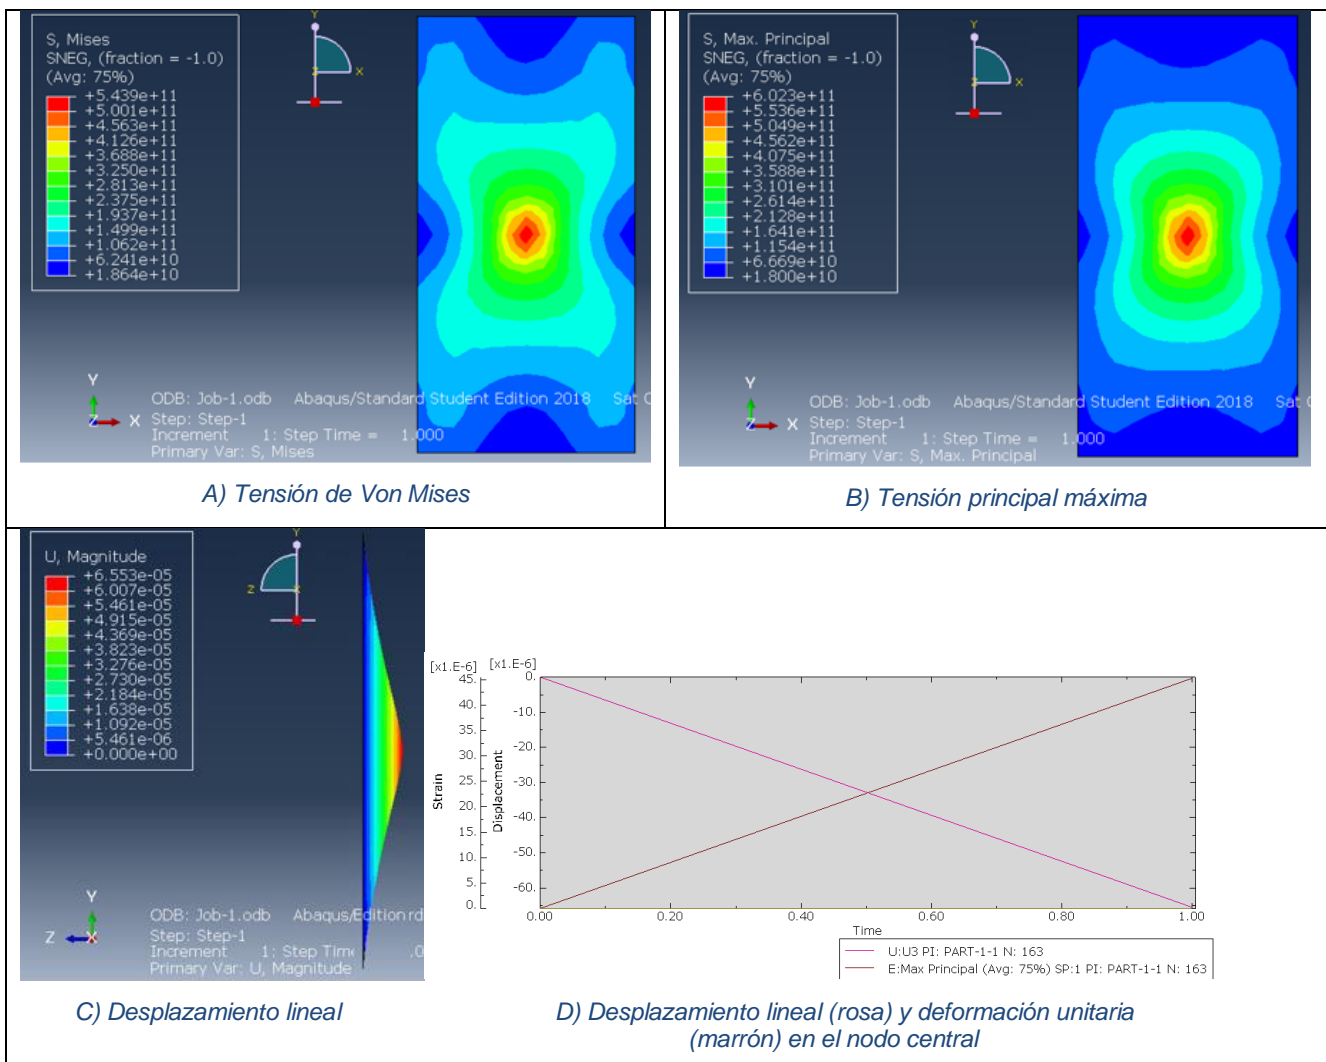 S, Mises
SNEG, (fraction = -1.0)
(Avg: 75%)
+5.439e+11
+5.001e+11
+4.563e+11
+4.126e+11
+3.688e+11
+3.250e+11
+2.813e+11
+2.375e+11
+1.937e+11
+1.499e+11
+1.062e+11
+6.241e+10
+1.864e+10
Y
Z
X
Y
Z
X
ODB: Job-1.odb Abaqus/Standard Student Edition 2018 Sat
Step: Step-1
Increment 1: Step Time = 1.000
Primary Var: S, Mises
A) Tensión de Von Mises
S, Max. Principal
SNEG, (fraction = -1.0)
(Avg: 75%)
+6.023e+11
+5.536e+11
+5.049e+11
+4.562e+11
+4.075e+11
+3.588e+11
+3.101e+11
+2.614e+11
+2.128e+11
+1.641e+11
+1.154e+11
+6.669e+10
+1.800e+10
Y
Z
X
Y
Z
X
ODB: Job-1.odb Abaqus/Standard Student Edition 2018 Sat
Step: Step-1
Increment 1: Step Time = 1.000
Primary Var: S, Max. Principal
B) Tensión principal máxima
U, Magnitude
+6.553e-05
+6.007e-05
+5.461e-05
+4.915e-05
+4.369e-05
+3.823e-05
+3.276e-05
+2.730e-05
+2.184e-05
+1.638e-05
+1.092e-05
+5.461e-06
+0.000e+00
Y
Z
X
Y
Z
X
ODB: Job-1.odb Abaqus/Edition rd
Step: Step-1
Increment 1: Step Time .0
Primary Var: U, Magnitude
C) Desplazamiento lineal
[x1.E-6] [x1.E-6]
45.
40.
35.
30.
25.
20.
15.
10.
5.
0.
Strain
0.
-10.
-20.
-30.
-40.
-50.
-60.
Displacement
0.00 0.20 0.40 0.60 0.80 1.00
Time
U:U3 PI: PART-1-1 N: 163
E:Max Principal (Avg: 75%) SP:1 PI: PART-1-1 N: 163
D) Desplazamiento lineal (rosa) y deformación unitaria
(marrón) en el nodo central